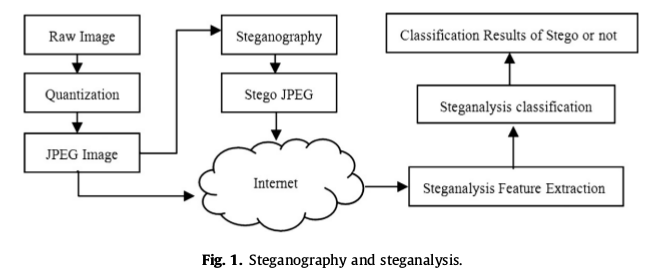 Raw Image
Quantization
JPEG Image
Steganography
Stego JPEG
Internet
Classification Results of Stego or not
Steganalysis classification
Steganalysis Feature Extraction
Fig. 1. Steganography and steganalysis.